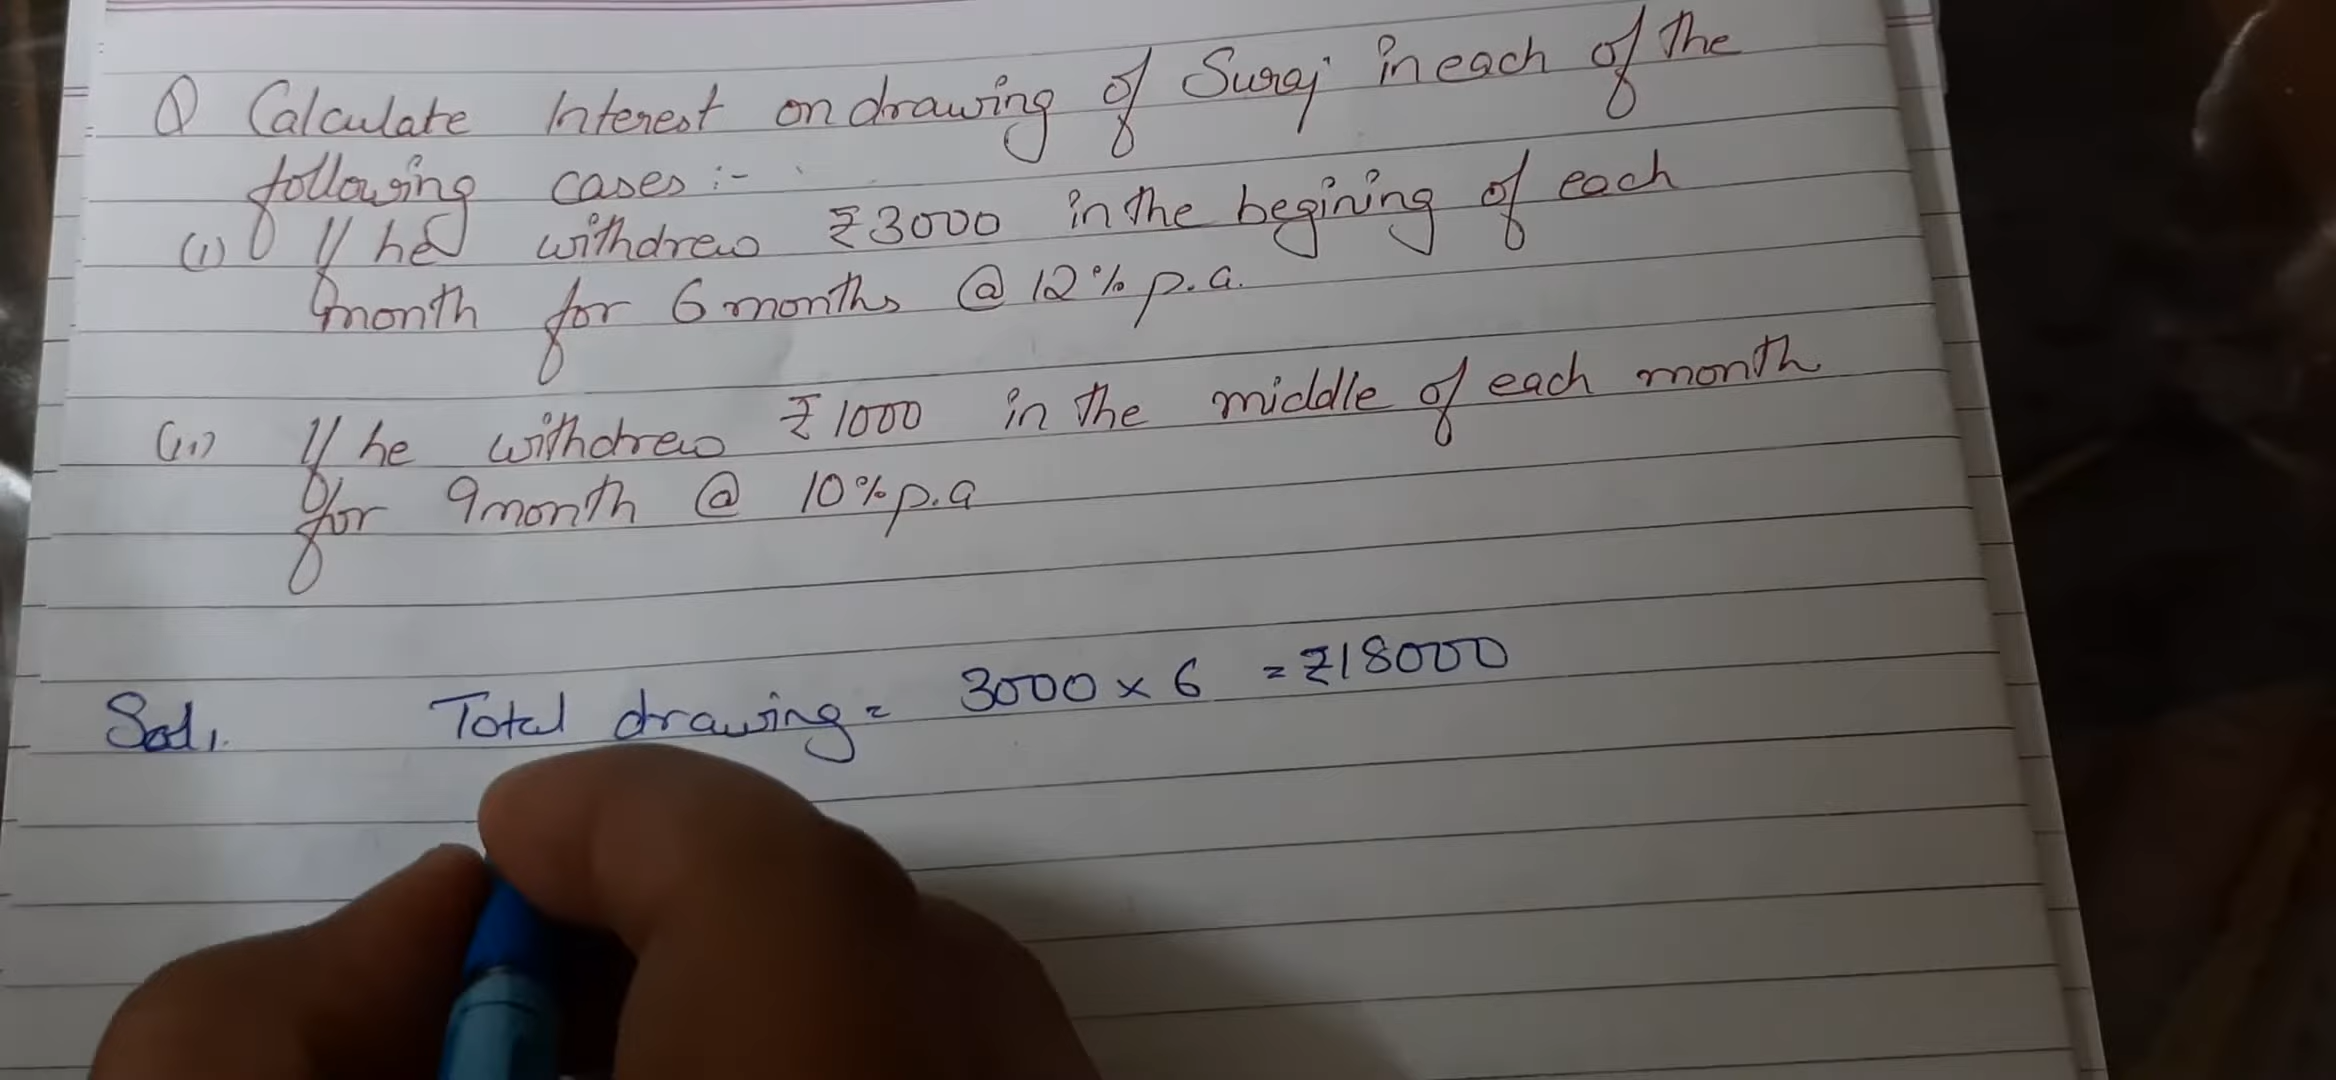 Q Calculate Interest on drawing of Suraj in each of the
following cases :-
(i) If he withdrew ₹3000 in the begining of each
month for 6 months @ 12% p.a.
(ii) If he withdrew ₹1000 in the middle of each month
for 9month @ 10% p.a
Sol. Total drawing = 3000 × 6 = ₹18000